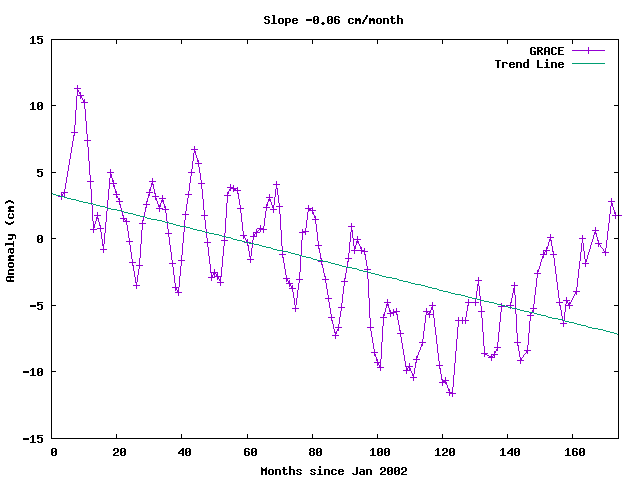 Slope -0.06 cm/month
GRACE
Trend Line
15
10
5
0
-5
-10
-15
Anomaly (cm)
0 20 40 60 80 100 120 140 160
Months since Jan 2002